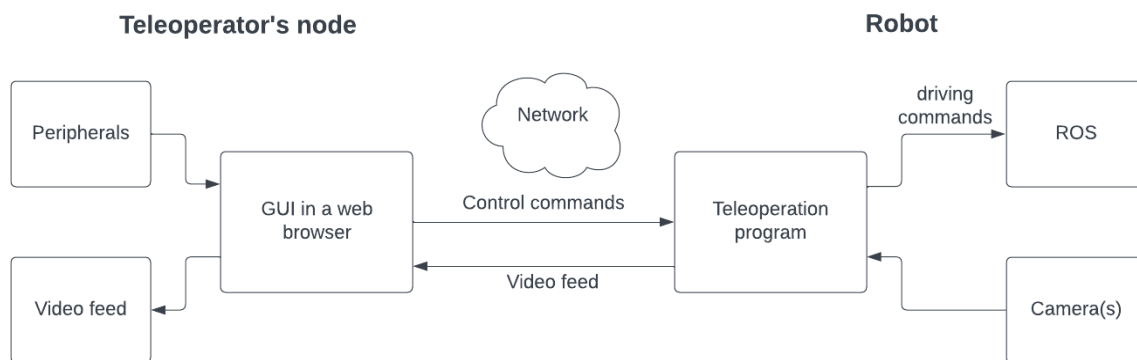 Teleoperator's node
Robot
Peripherals
Network
driving
commands
ROS
GUI in a web
browser
Control commands
Teleoperation
program
Video feed
Video feed
Camera(s)